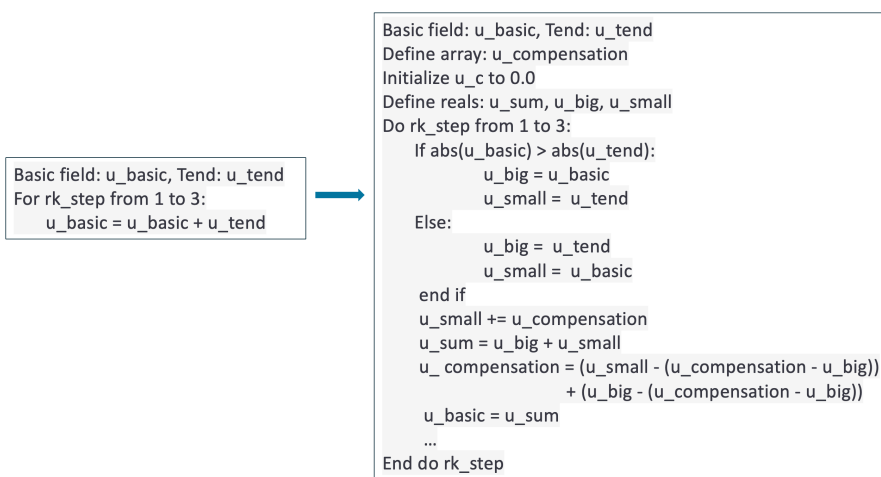 Basic field: u_basic, Tend: u_tend
For rk_step from 1 to 3:
u_basic = u_basic + u_tend
Basic field: u_basic, Tend: u_tend
Define array: u_compensation
Initialize u_c to 0.0
Define reals: u_sum, u_big, u_small
Do rk_step from 1 to 3:
If abs(u_basic) > abs(u_tend):
u_big = u_basic
u_small = u_tend
Else:
u_big = u_tend
u_small = u_basic
end if
u_small += u_compensation
u_sum = u_big + u_small
u_ compensation = (u_small - (u_compensation - u_big))
+ (u_big - (u_compensation - u_big))
u_basic = u_sum
...
End do rk_step